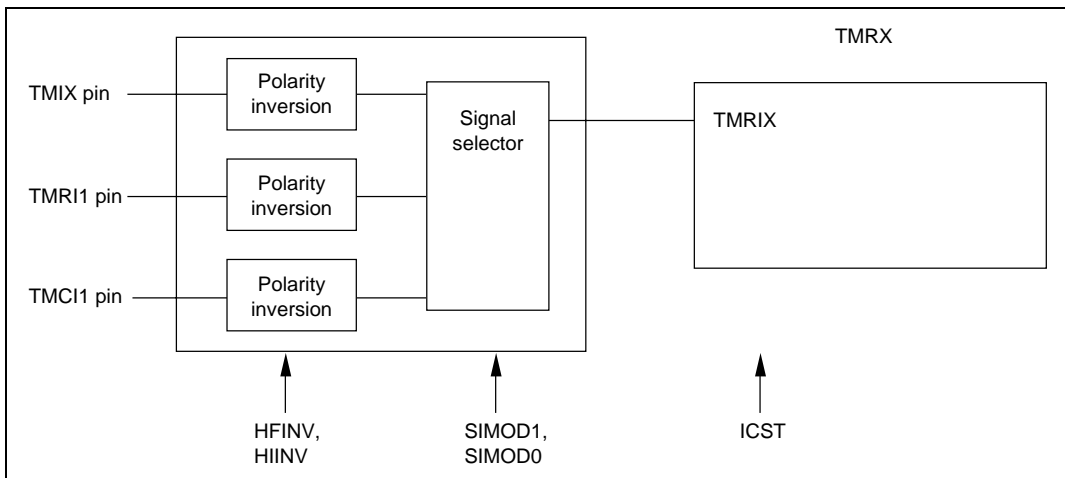 TMRX
TMIX pin
Polarity
inversion
Signal
selector
TMRIX
TMRI1 pin
Polarity
inversion
TMCI1 pin
Polarity
inversion
HFINV,
HIINV
SIMOD1,
SIMOD0
ICST